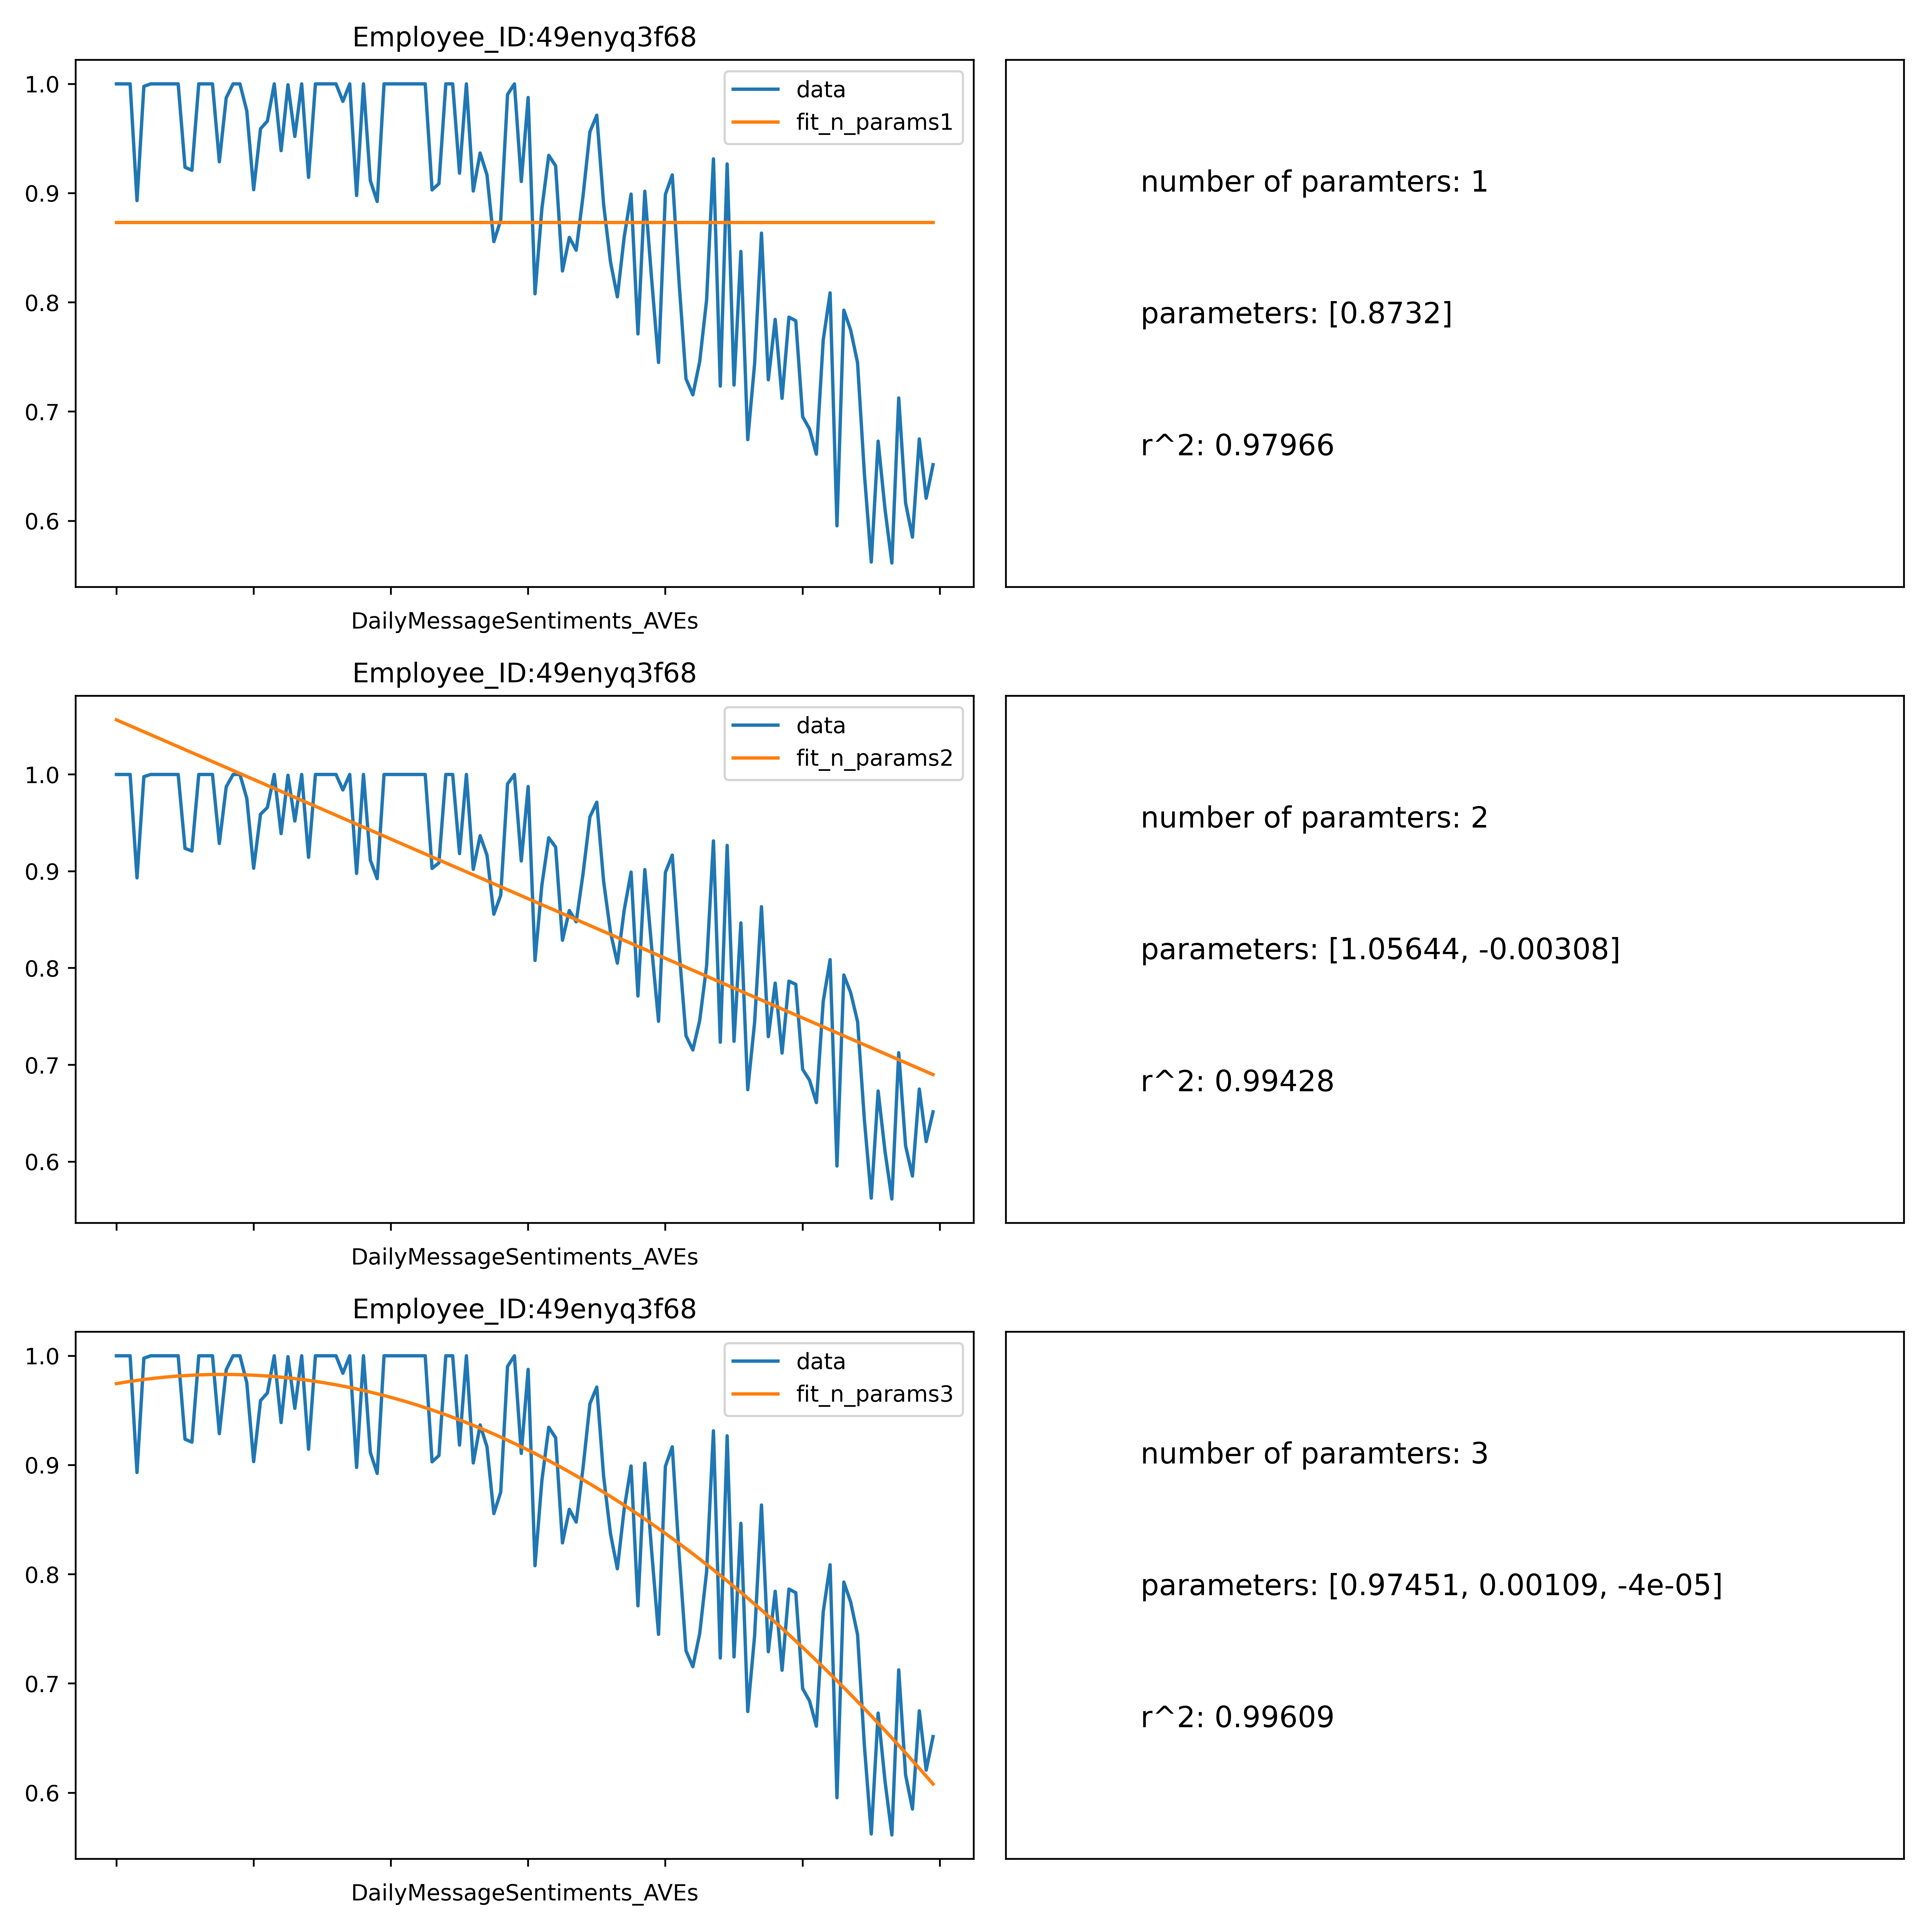 Employee_ID:49enyq3f68
data
fit_n_params1
1.0
0.9
0.8
0.7
0.6
DailyMessageSentiments_AVEs
number of paramters: 1
parameters: [0.8732]
r^2: 0.97966
Employee_ID:49enyq3f68
data
fit_n_params2
1.0
0.9
0.8
0.7
0.6
DailyMessageSentiments_AVEs
number of paramters: 2
parameters: [1.05644, -0.00308]
r^2: 0.99428
Employee_ID:49enyq3f68
data
fit_n_params3
1.0
0.9
0.8
0.7
0.6
DailyMessageSentiments_AVEs
number of paramters: 3
parameters: [0.97451, 0.00109, -4e-05]
r^2: 0.99609